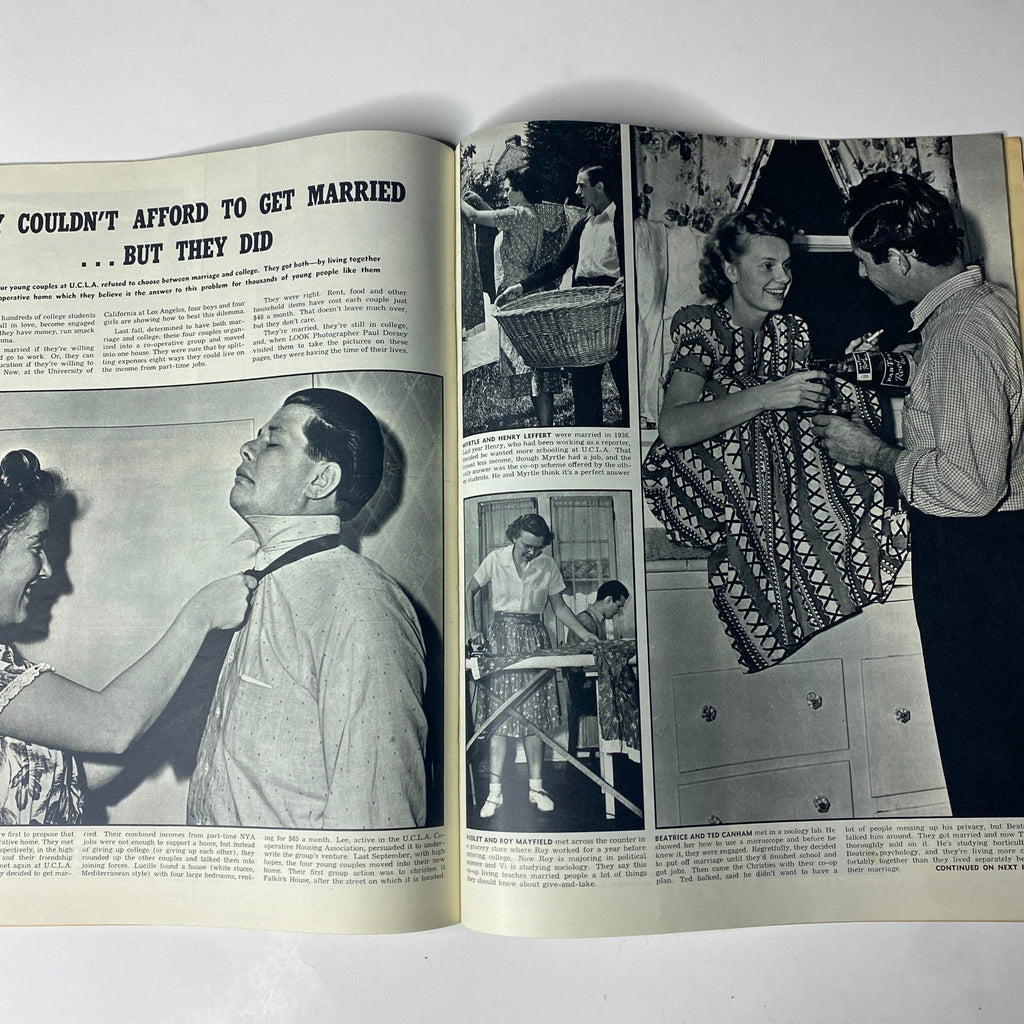 COULDN'T AFFORD TO GET MARRIED
. . . BUT THEY DID
our young couples at U.C.L.A. refused to choose between marriage and college. They got both—by living together
operative home which they believe is the answer to this problem for thousands of young people like them
hundreds of college students
all in love, become engaged
they have money, run smack
married if they're willing
d go to work. Or, they can
ucation if they're willing to
Now, at the University of
California at Los Angeles, four boys and four
girls are showing how to beat this dilemma.
Last fall, determined to have both mar-
riage and college, these four couples organ-
ized into a co-operative group and moved
into one house. They were sure that by split-
ting expenses eight ways they could live on
the income from part-time jobs.
They were right. Rent, food and other
household items have cost each couple just
$48 a month. That doesn't leave much over,
but they don't care.
They're married, they're still in college,
and, when LOOK Photographer Paul Dorsey
visited them to take the pictures on these
pages, they were having the time of their lives.
re first to propose that
rative home. They met
espectively, in the high
and their friendship
again at U.C.L.A.
y decided to get mar-
ried. Their combined incomes from part-time NYA
jobs were not enough to support a home, but instead
of giving up college (or giving up each other), they
rounded up the other couples and talked them into
joining forces. Lucille found a house (white stucco,
Mediterranean style) with four large bedrooms, rent-
ing for $65 a month. Lee, active in the U.C.L.A. Co-
operative Housing Association, persuaded it to under-
write the group's venture. Last September, with high
hopes, the four young couples moved into their new
home. Their first group action was to christen it
Falkirk House, after the street on which it is located.
MYRTLE AND HENRY LEFFERT were married in 1936.
Last year Henry, who had been working as a reporter,
decided he wanted more schooling at U.C.L.A. That
meant less income, though Myrtle had a job, and the
only answer was the co-op scheme offered by the oth-
er students. He and Myrtle think it's a perfect answer
VIOLET AND ROY MAYFIELD met across the counter in
a grocery store where Roy worked for a year before
entering college. Now Roy is majoring in political
science and Vi is studying sociology. They say this
co-op living teaches married people a lot of things
they should know about give-and-take.
BEATRICE AND TED CANHAM met in a zoology lab. He
showed her how to use a microscope and before he
knew it, they were engaged. Regretfully, they decided
to put off marriage until they'd finished school and
got jobs. Then came the Christies with their co-op
plan. Ted balked, said he didn't want to have a
lot of people messing up his privacy, but Beat
talked him around. They got married and now T
thoroughly sold on it. He's studying horticult
Beatrice, psychology, and they're living more c
fortably together than they lived separately be
their marriage.
CONTINUED ON NEXT